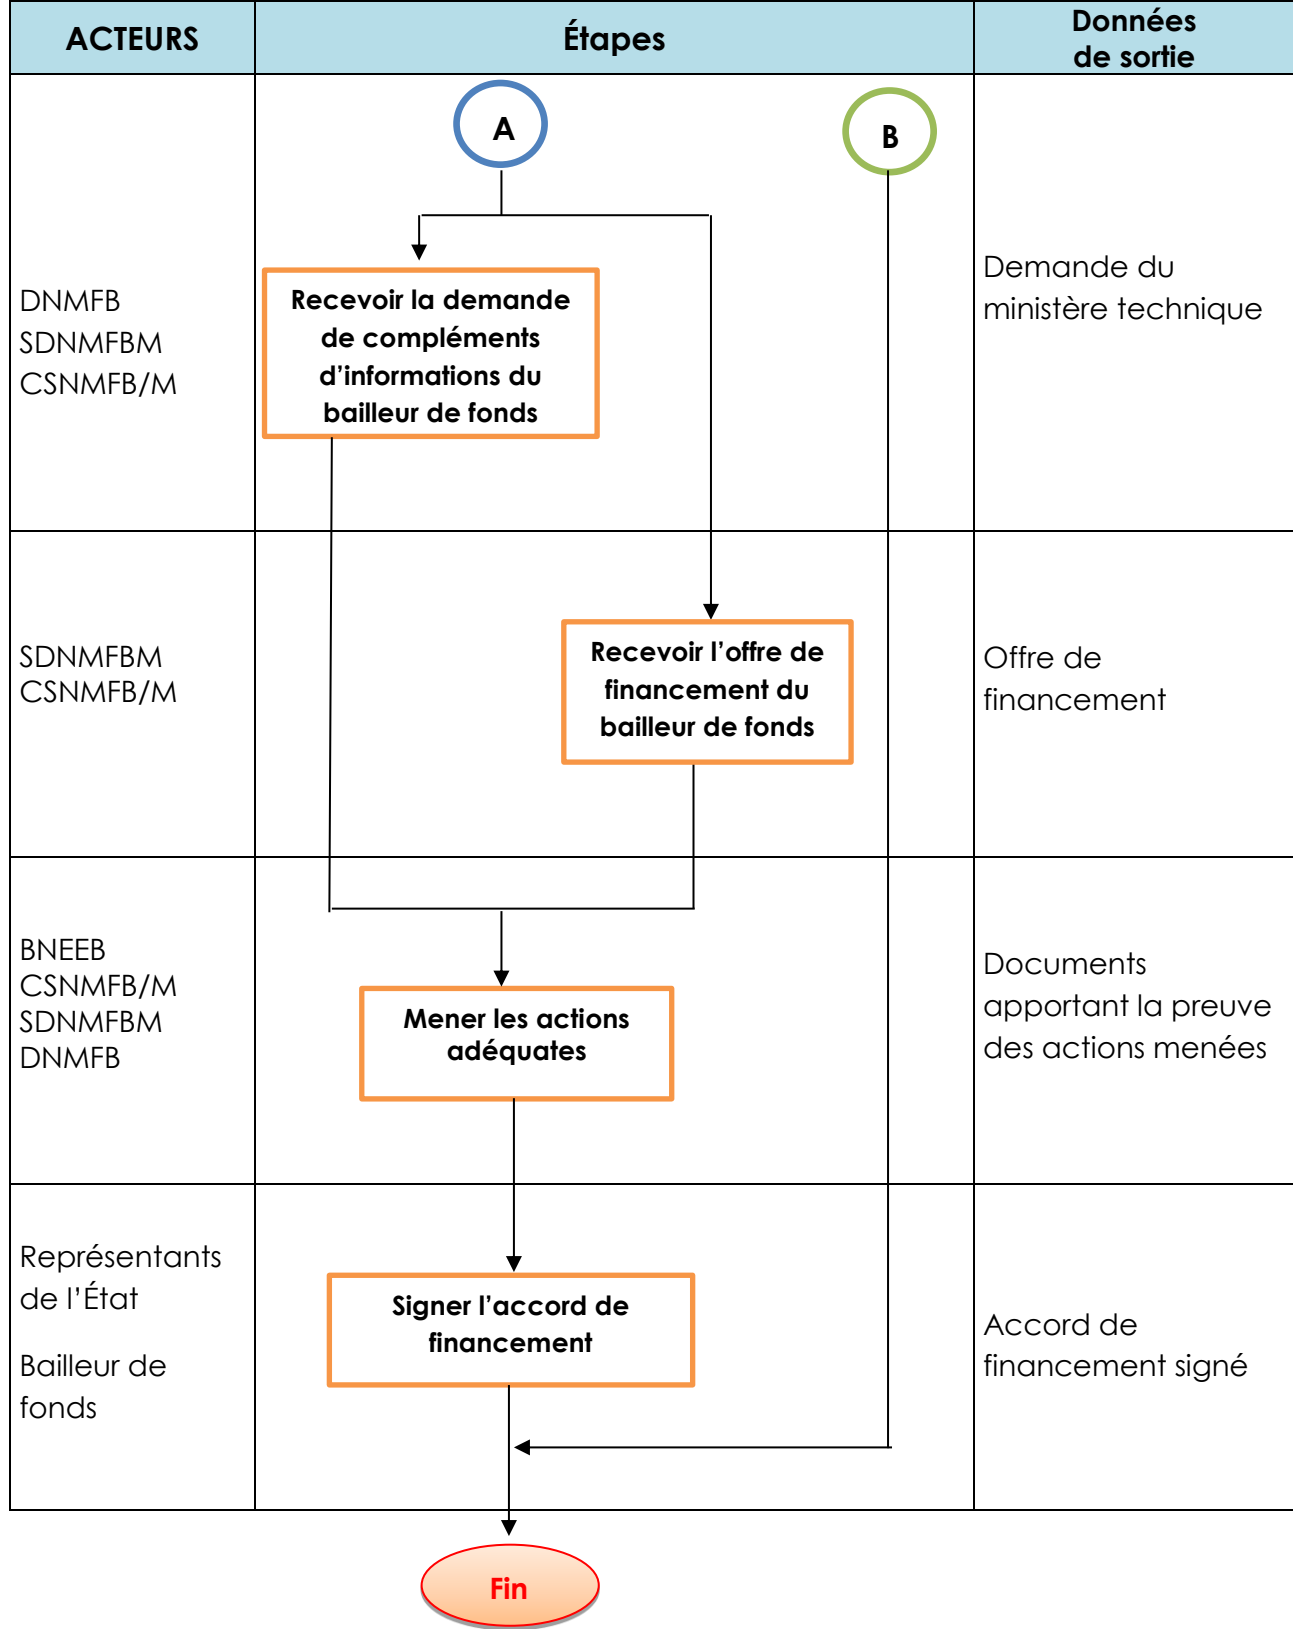 ACTEURS
Étapes
Données
de sortie
A
B
DNMFB
SDNMFBM
CSNMFB/M
Recevoir la demande
de compléments
d’informations du
bailleur de fonds
Demande du
ministère technique
SDNMFBM
CSNMFB/M
Recevoir l’offre de
financement du
bailleur de fonds
Offre de
financement
BNEEB
CSNMFB/M
SDNMFBM
DNMFB
Mener les actions
adéquates
Documents
apportant la preuve
des actions menées
Représentants
de l’État
Bailleur de
fonds
Signer l’accord de
financement
Accord de
financement signé
Fin